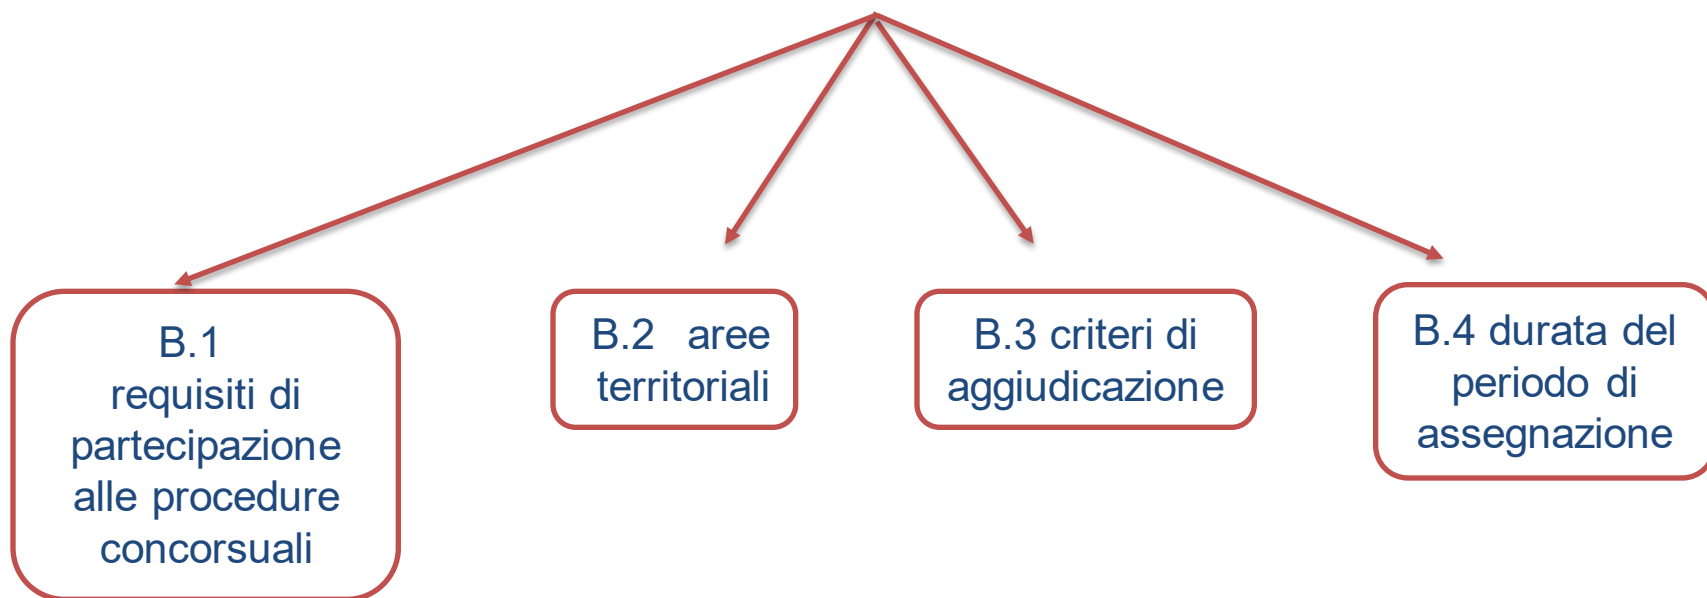 B.1
requisiti di
partecipazione
alle procedure
concorsuali
B.2 aree
territoriali
B.3 criteri di
aggiudicazione
B.4 durata del
periodo di
assegnazione